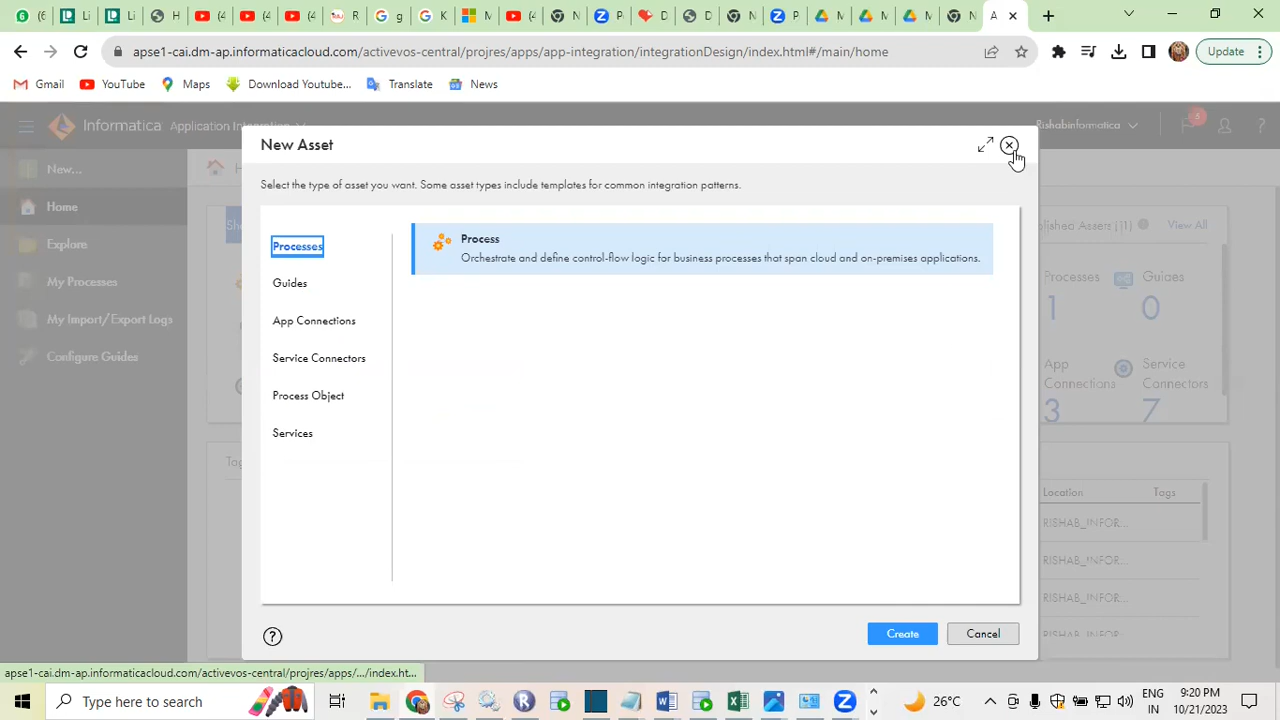 apse1-cai.dm-ap.informaticacloud.com/activevos-central/projres/apps/app-integration/integrationDesign/index.html#/main/home
Update
Gmail
YouTube
Maps
Download Youtube...
Translate
News
Informatica
Application Integration
Rishabinformatica
5
New...
Home
Explore
My Processes
My Import/Export Logs
Configure Guides
New Asset
Select the type of asset you want. Some asset types include templates for common integration patterns.
Processes
Guides
App Connections
Service Connectors
Process Object
Services
Process
Orchestrate and define control-flow logic for business processes that span cloud and on-premises applications.
Create
Cancel
View All
Processes
1
Guides
0
App Connections
3
Service Connectors
7
Location
Tags
RISHAB_INFOR...
RISHAB_INFOR...
RISHAB_INFOR...
apse1-cai.dm-ap.informaticacloud.com/activevos-central/projres/apps/.../index.ht...
Type here to search
26°C
ENG
IN
9:20 PM
10/21/2023